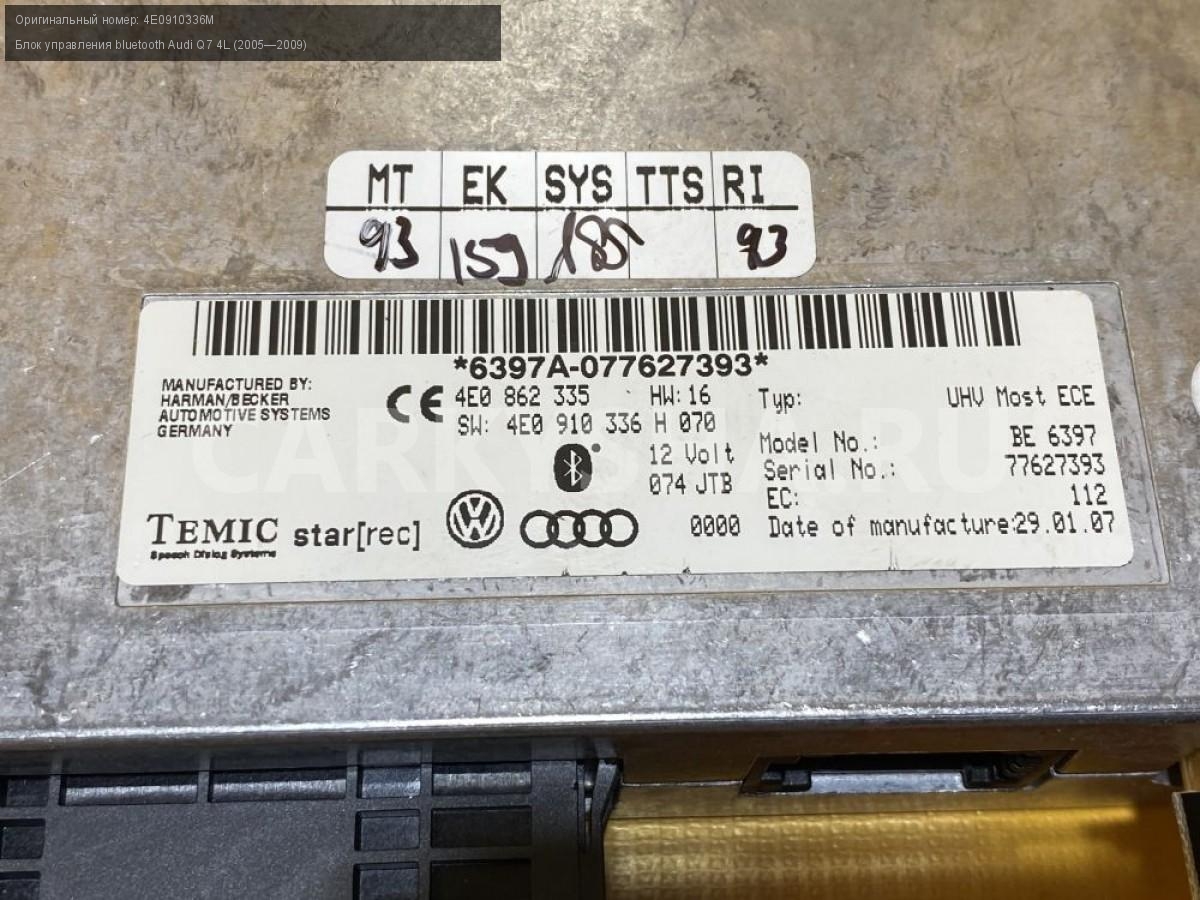 Оригинальный номер: 4E0910336M
Блок управления bluetooth Audi Q7 4L (2005—2009)
MT EK SYS TTS RI
93 159 185 93
*6397A-077627393*
MANUFACTURED BY:
HARMAN/BECKER
AUTOMOTIVE SYSTEMS
GERMANY
CE
4E0 862 335 HW: 16
SW: 4E0 910 336 H 070
12 Volt
074 JTB
0000
Typ: UHV Most ECE
Model No.: BE 6397
Serial No.: 77627393
EC: 112
Date of manufacture: 29.01.07
TEMIC
Speech Dialog Systems
star[rec]